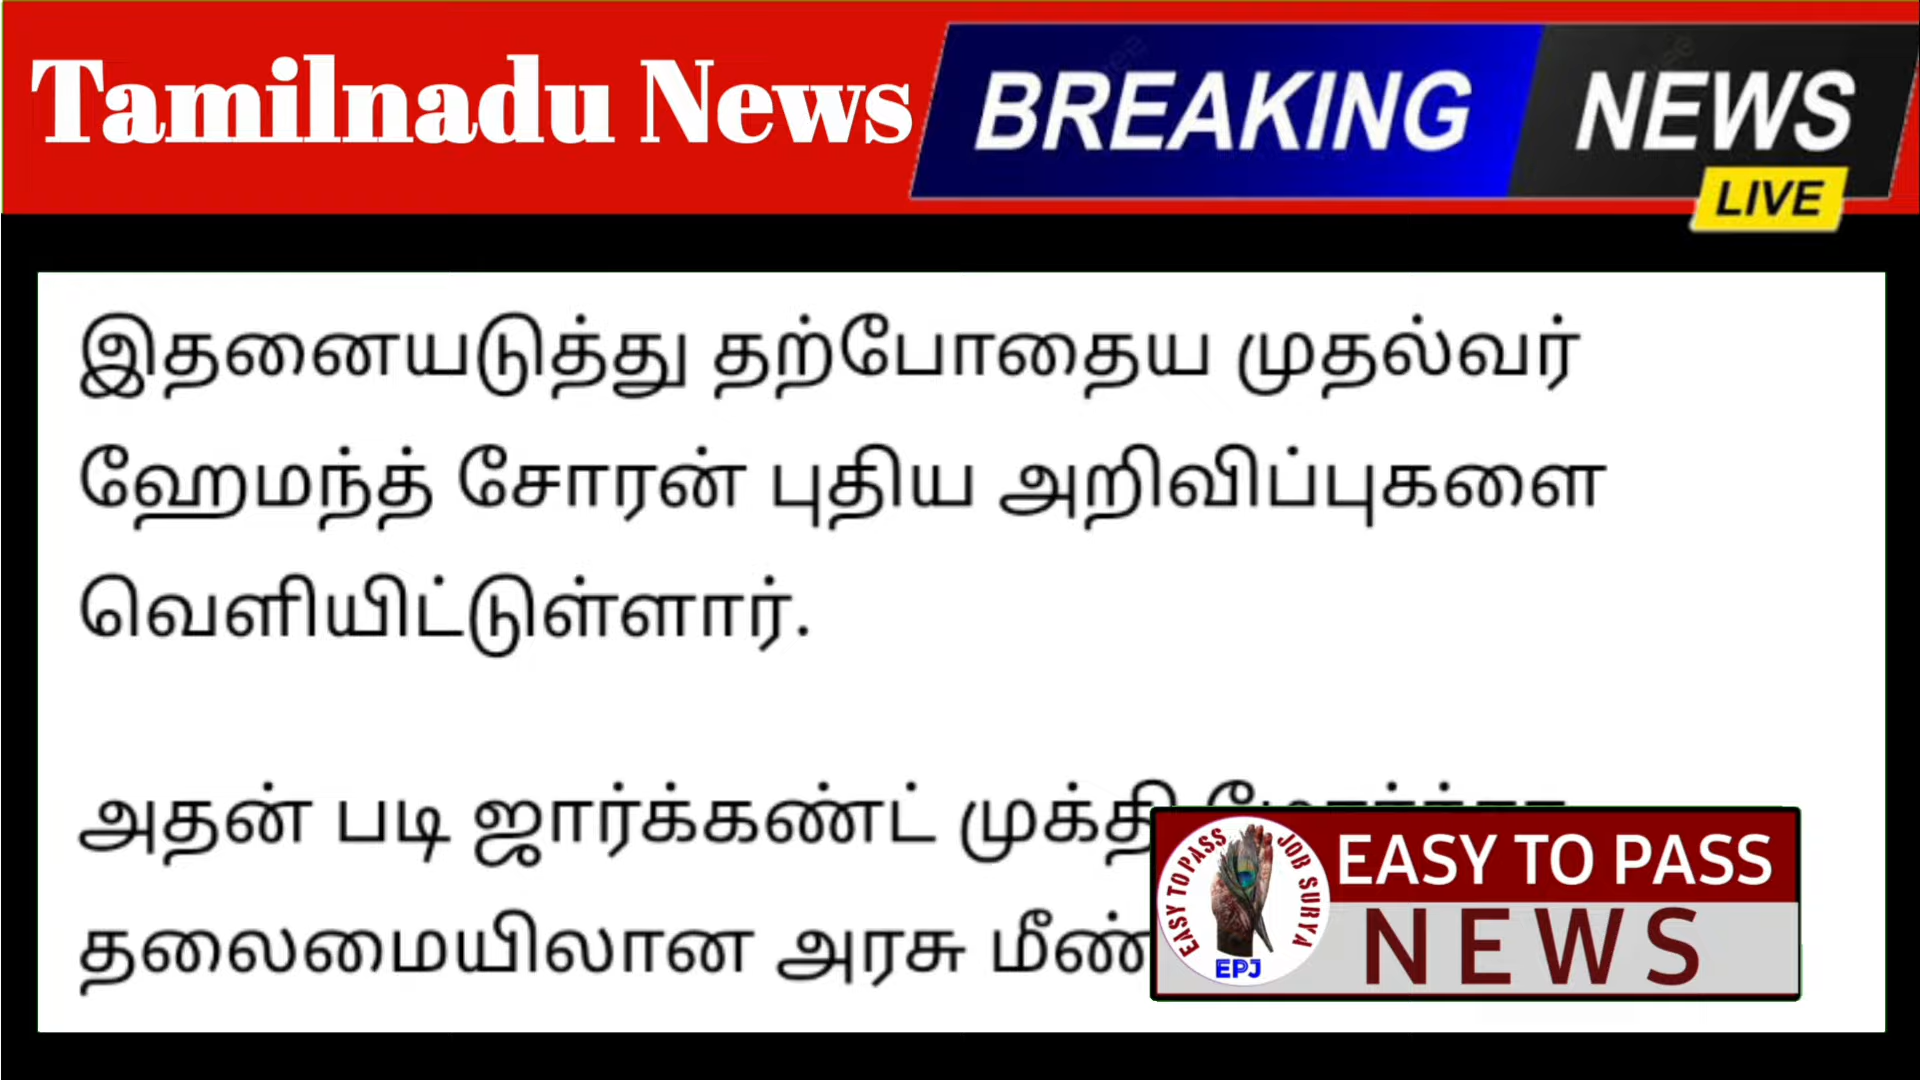 Tamilnadu News
BREAKING NEWS
LIVE
இதனையடுத்து தற்போதைய முதல்வர்
ஹேமந்த் சோரன் புதிய அறிவிப்புகளை
வெளியிட்டுள்ளார்.
அதன் படி ஜார்க்கண்ட் முக்தி
தலைமையிலான அரசு
EASY TO PASS
NEWS
EASY TO PASS JOB SURYA
EPJ